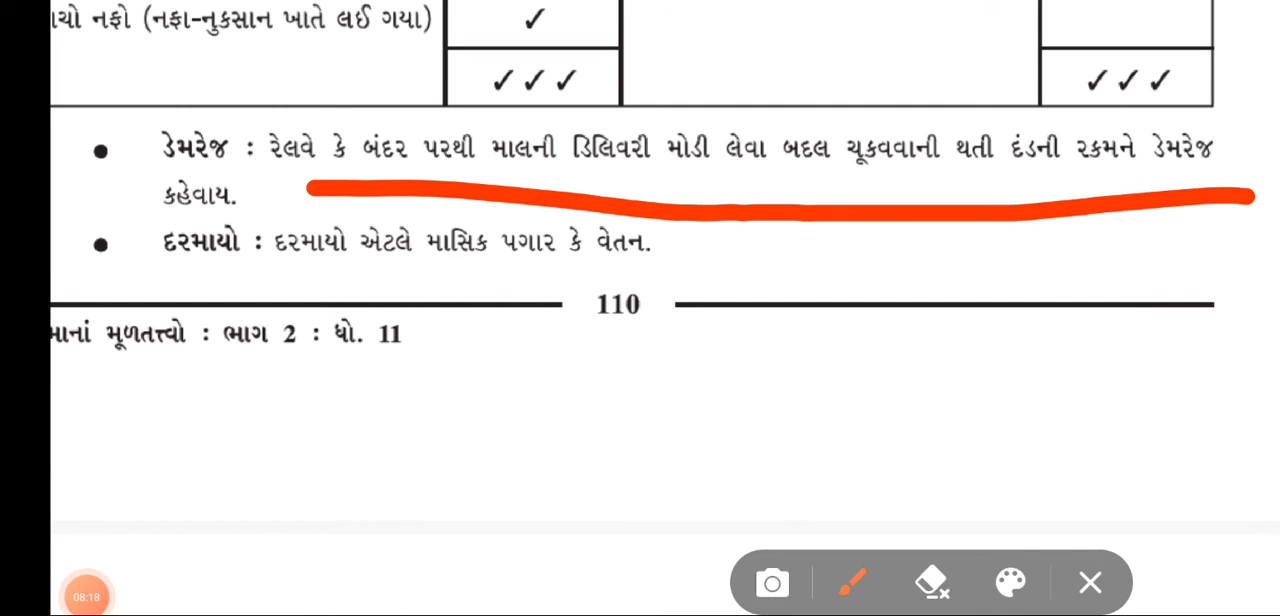 નફો (નફા-નુકસાન ખાતે લઈ ગયા) ✓
✓✓✓ ✓✓✓
• ડેમરેજ : રેલવે કે બંદર પરથી માલની ડિલિવરી મોડી લેવા બદલ ચૂકવવાની થતી દંડની રકમને ડેમરેજ
કહેવાય.
• દરમાયો : દરમાયો એટલે માસિક પગાર કે વેતન.
110
મૂળતત્ત્વો : ભાગ 2 : ધો. 11
08:18